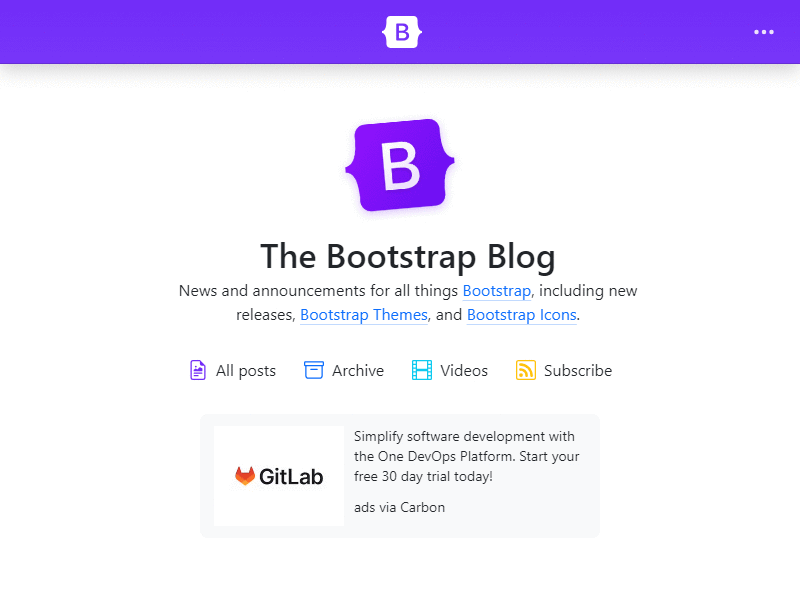 B
B
The Bootstrap Blog
News and announcements for all things Bootstrap, including new
releases, Bootstrap Themes, and Bootstrap Icons.
All posts Archive Videos Subscribe
GitLab
Simplify software development with
the One DevOps Platform. Start your
free 30 day trial today!
ads via Carbon